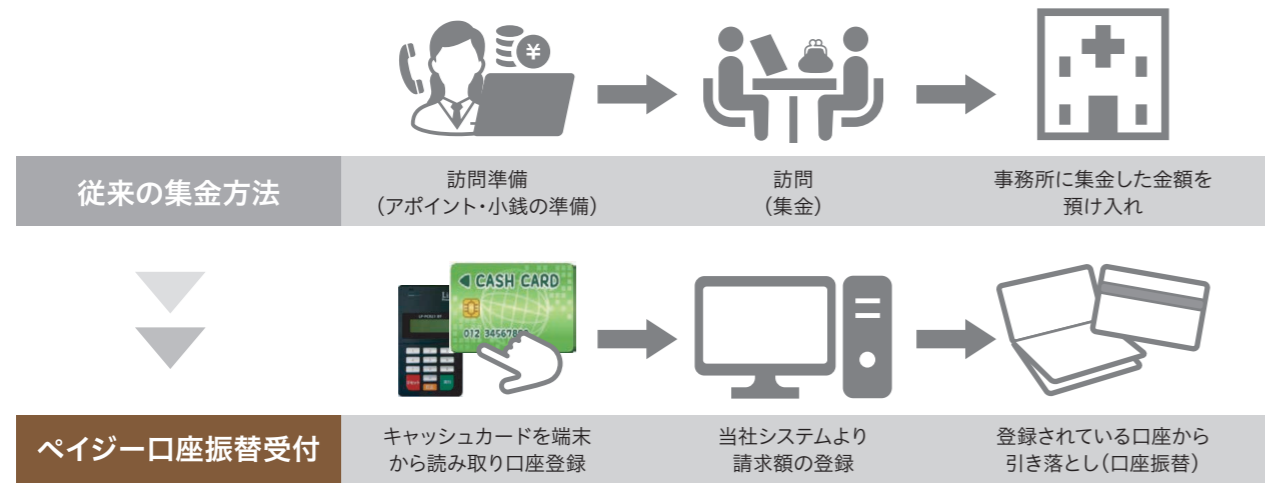 ¥
従来の集金方法
訪問準備
（アポイント・小銭の準備）
訪問
（集金）
事務所に集金した金額を
預け入れ
CASH CARD
ペイジー口座振替受付
キャッシュカードを端末
から読み取り口座登録
当社システムより
請求額の登録
登録されている口座から
引き落とし（口座振替）